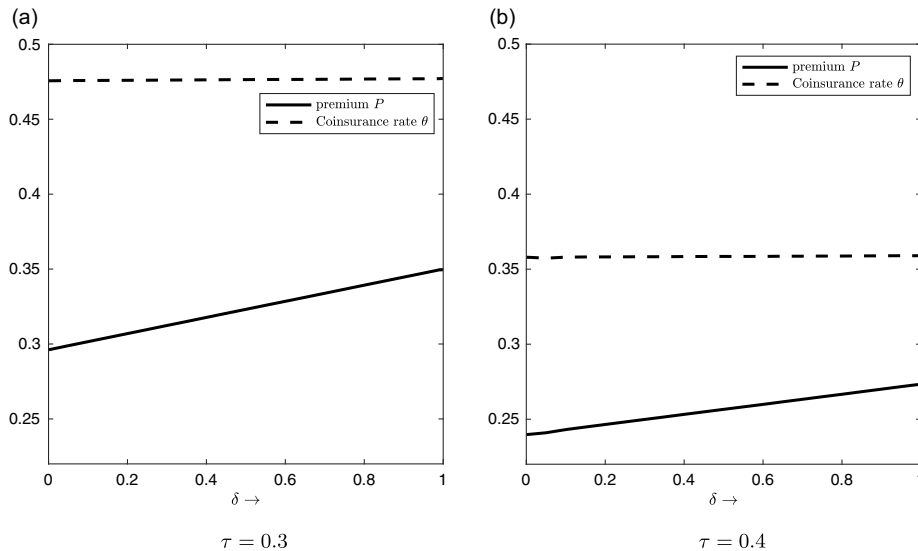 (a)
0.5
0.45
0.4
0.35
0.3
0.25
0 0.2 0.4 0.6 0.8 1
δ →
premium P
Coinsurance rate θ
τ = 0.3
(b)
0.5
0.45
0.4
0.35
0.3
0.25
0 0.2 0.4 0.6 0.8 1
δ →
premium P
Coinsurance rate θ
τ = 0.4